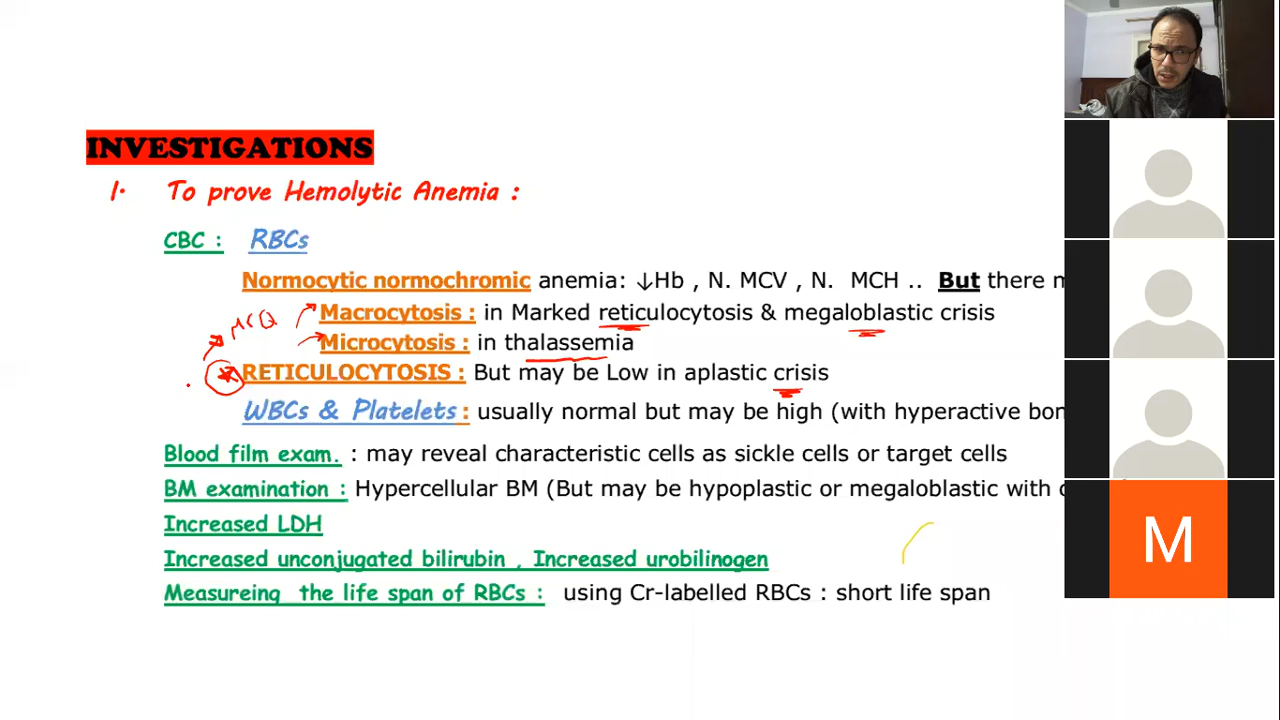 INVESTIGATIONS
1. To prove Hemolytic Anemia :
CBC : RBCs
Normocytic normochromic anemia: ↓Hb , N. MCV , N. MCH .. But there
Macrocytosis : in Marked reticulocytosis & megaloblastic crisis
MCQ
Microcytosis : in thalassemia
RETICULOCYTOSIS : But may be Low in aplastic crisis
WBCs & Platelets : usually normal but may be high (with hyperactive
Blood film exam. : may reveal characteristic cells as sickle cells or target cells
BM examination : Hypercellular BM (But may be hypoplastic or megaloblastic with
Increased LDH
Increased unconjugated bilirubin , Increased urobilinogen
Measureing the life span of RBCs : using Cr-labelled RBCs : short life span
M